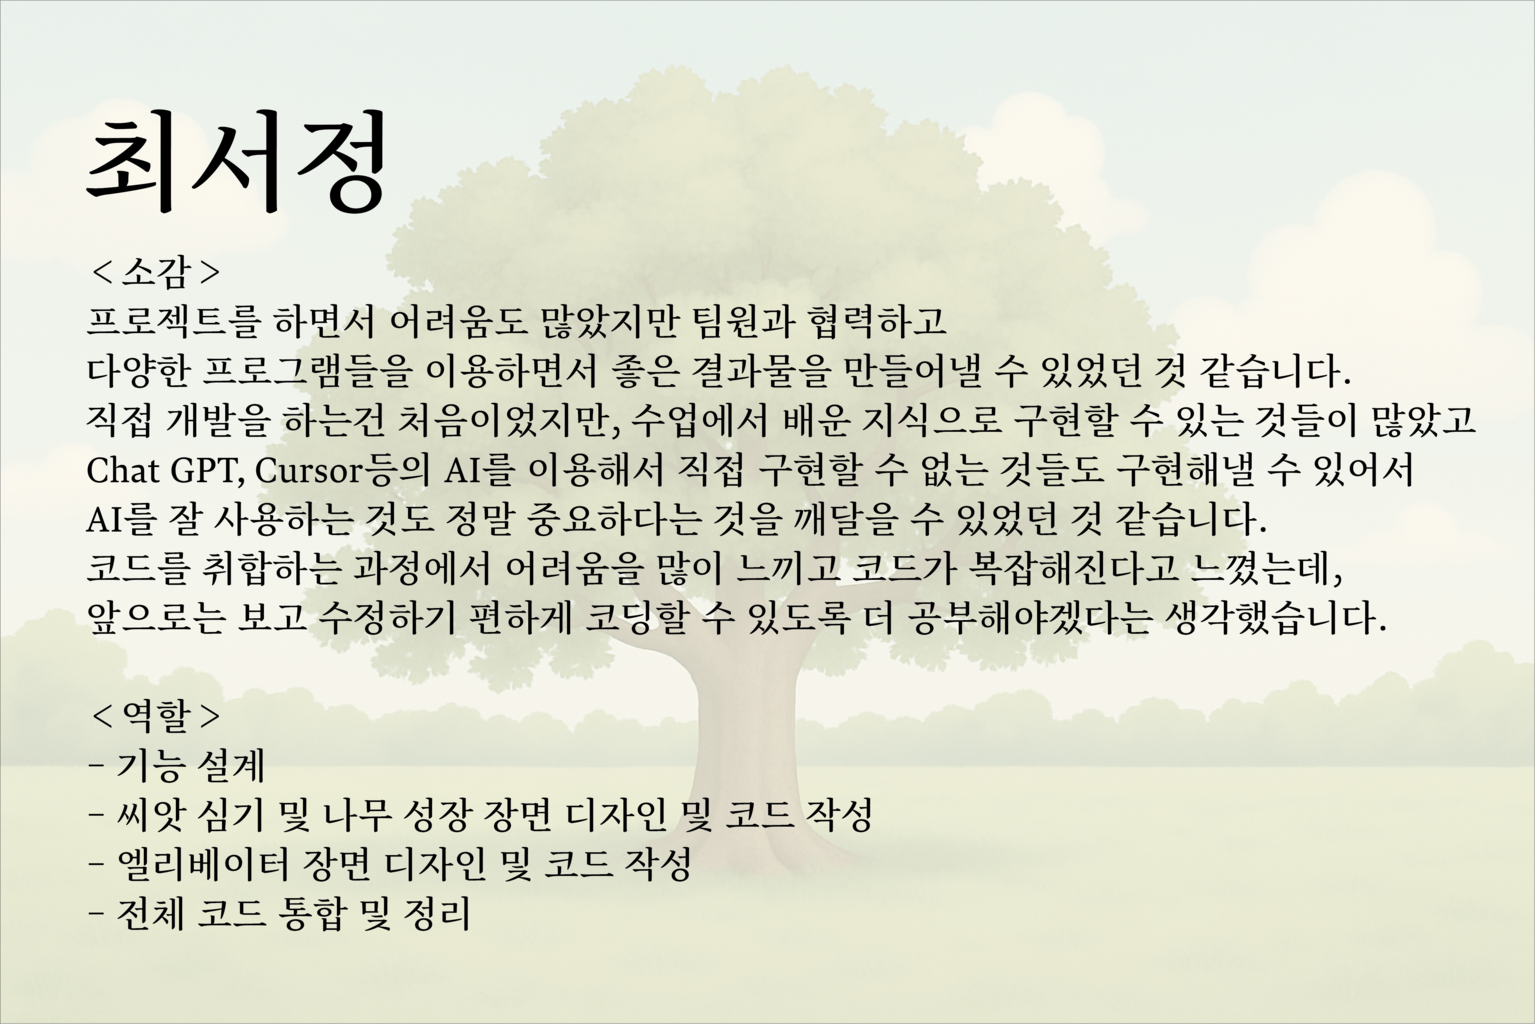 최서정
< 소감 >
프로젝트를 하면서 어려움도 많았지만 팀원과 협력하고
다양한 프로그램들을 이용하면서 좋은 결과물을 만들어낼 수 있었던 것 같습니다.
직접 개발을 하는건 처음이었지만, 수업에서 배운 지식으로 구현할 수 있는 것들이 많았고
Chat GPT, Cursor등의 AI를 이용해서 직접 구현할 수 없는 것들도 구현해낼 수 있어서
AI를 잘 사용하는 것도 정말 중요하다는 것을 깨달을 수 있었던 것 같습니다.
코드를 취합하는 과정에서 어려움을 많이 느끼고 코드가 복잡해진다고 느꼈는데,
앞으로는 보고 수정하기 편하게 코딩할 수 있도록 더 공부해야겠다는 생각했습니다.
< 역할 >
- 기능 설계
- 씨앗 심기 및 나무 성장 장면 디자인 및 코드 작성
- 엘리베이터 장면 디자인 및 코드 작성
- 전체 코드 통합 및 정리